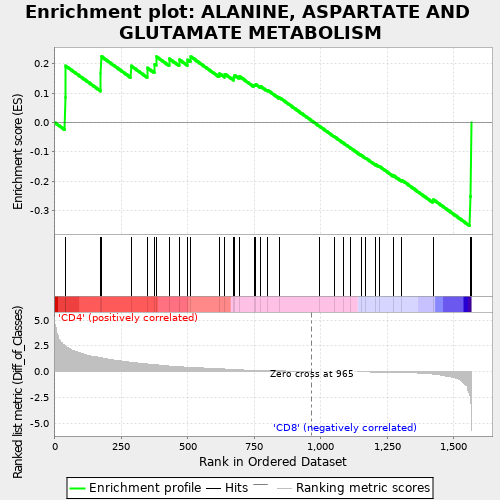 Enrichment plot: ALANINE, ASPARTATE AND
GLUTAMATE METABOLISM
Enrichment score (ES)
0.2
0.1
0.0
-0.1
-0.2
-0.3
'CD4' (positively correlated)
Ranked list metric (Diff_of_Classes)
5.0
2.5
0.0
-2.5
-5.0
Zero cross at 965
'CD8' (negatively correlated)
0
250
500
750
1,000
1,250
1,500
Rank in Ordered Dataset
Enrichment profile
Hits
Ranking metric scores